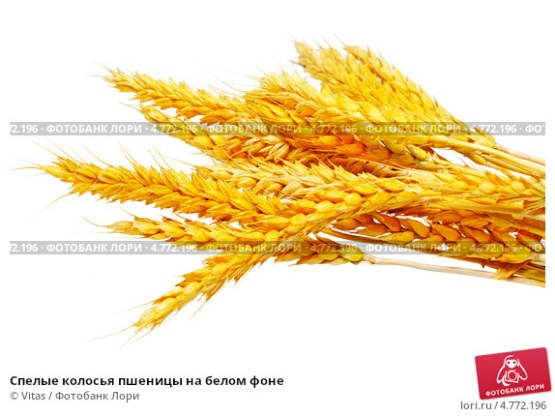 72.196 · ФОТОБАНК ЛОРИ · 4.772.196 · ФОТОБАНК ЛОРИ · 4.772.196 · ФОТОБАНК ЛОРИ · 4.772.196 · ФО
72.196 · ФОТОБАНК ЛОРИ · 4.772.196 · ФОТОБАНК ЛОРИ · 4.772.196 · ФОТОБАНК ЛОРИ · 4.772.196 · ФО
ФОТОБАНК ЛОРИ
Спелые колосья пшеницы на белом фоне
© Vitas / Фотобанк Лори
lori.ru / 4.772.196